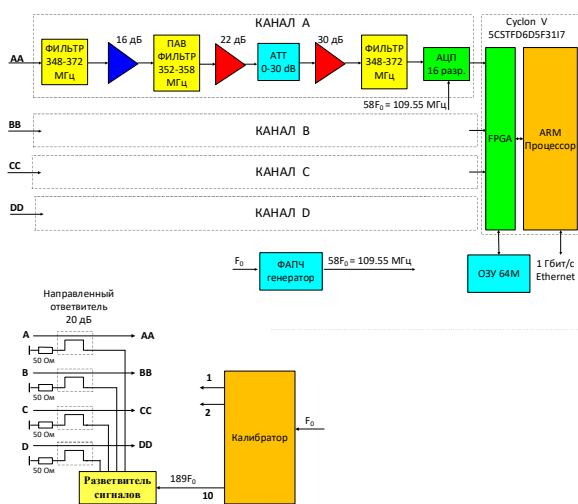 КАНАЛ А
Cyclon V
5CSTFD6D5F31I7
AA
ФИЛЬТР
348-372
МГц
16 дБ
ПАВ
ФИЛЬТР
352-358
МГц
22 дБ
АТТ
0-30 dB
30 дБ
ФИЛЬТР
348-372
МГц
АЦП
16 разр.
58F₀ = 109.55 МГц
FPGA
ARM
Процессор
BB
КАНАЛ В
CC
КАНАЛ С
DD
КАНАЛ D
F₀
ФАПЧ
генератор
58F₀ = 109.55 МГц
ОЗУ 64М
1 Гбит/с
Ethernet
Направленный
ответвитель
20 дБ
A
AA
50 Ом
B
BB
50 Ом
C
CC
50 Ом
D
DD
50 Ом
Разветвитель
сигналов
189F₀
1
2
10
Калибратор
F₀